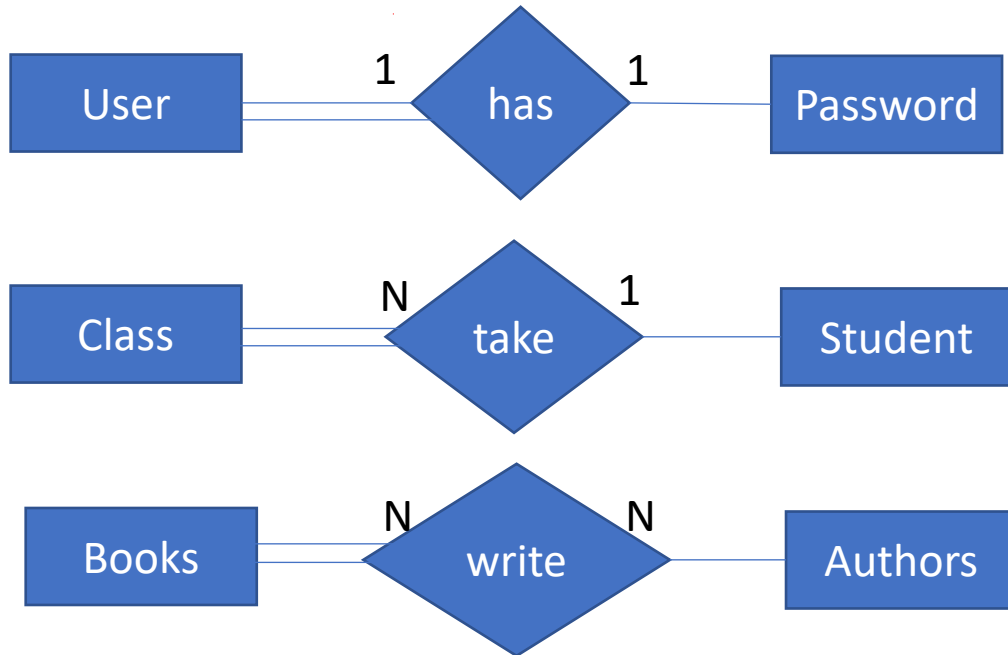 User
1
has
1
Password
Class
N
take
1
Student
Books
N
write
N
Authors